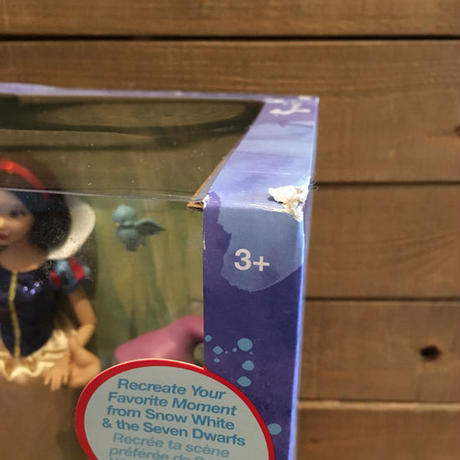 3+
Recreate Your
Favorite Moment
from Snow White
& the Seven Dwarfs
Recrée ta scène
préférée de